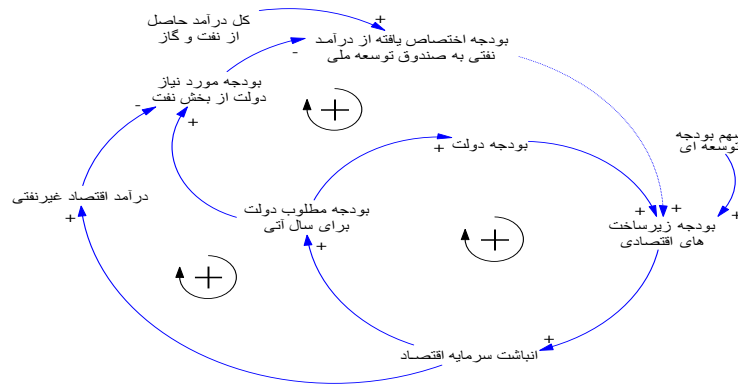 کل درآمد حاصل
از نفت و گاز
بودجه اختصاص یافته از درآمد
نفتی به صندوق توسعه ملی
بودجه مورد نیاز
دولت از بخش نفت
سهم بودجه
توسعه ای
بودجه دولت
درآمد اقتصاد غیرنفتی
بودجه مطلوب دولت
برای سال آتی
بودجه زیرساخت
های اقتصادی
انباشت سرمایه اقتصاد